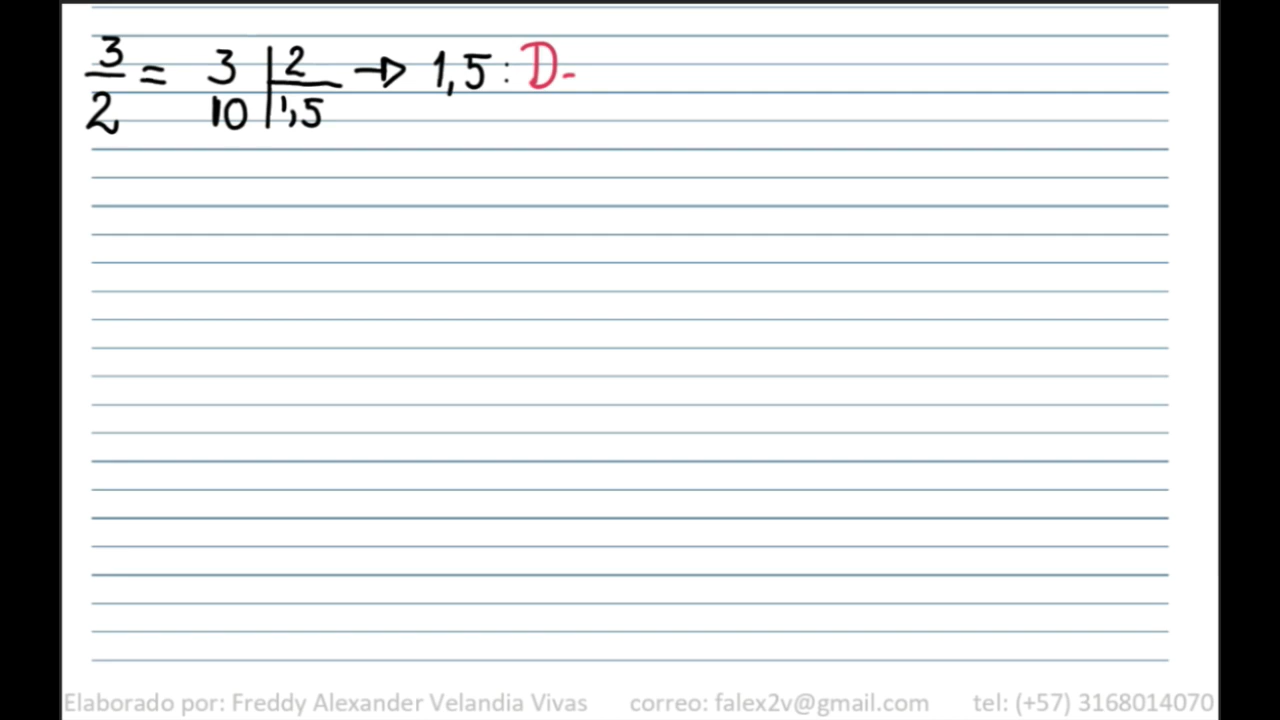 3/2 = 3 | 2 → 1,5 : D-
10 | 1,5
Elaborado por: Freddy Alexander Velandia Vivas correo: falex2v@gmail.com tel: (+57) 3168014070